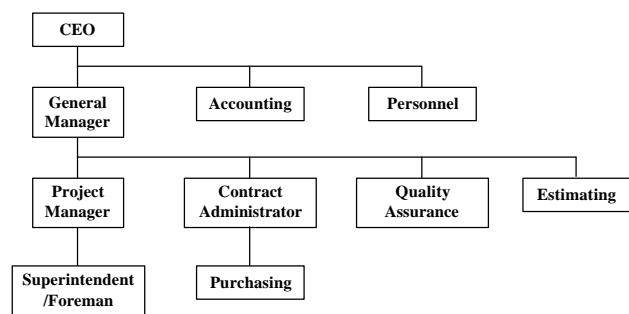 CEO
General
Manager
Accounting
Personnel
Project
Manager
Contract
Administrator
Quality
Assurance
Estimating
Superintendent
/Foreman
Purchasing